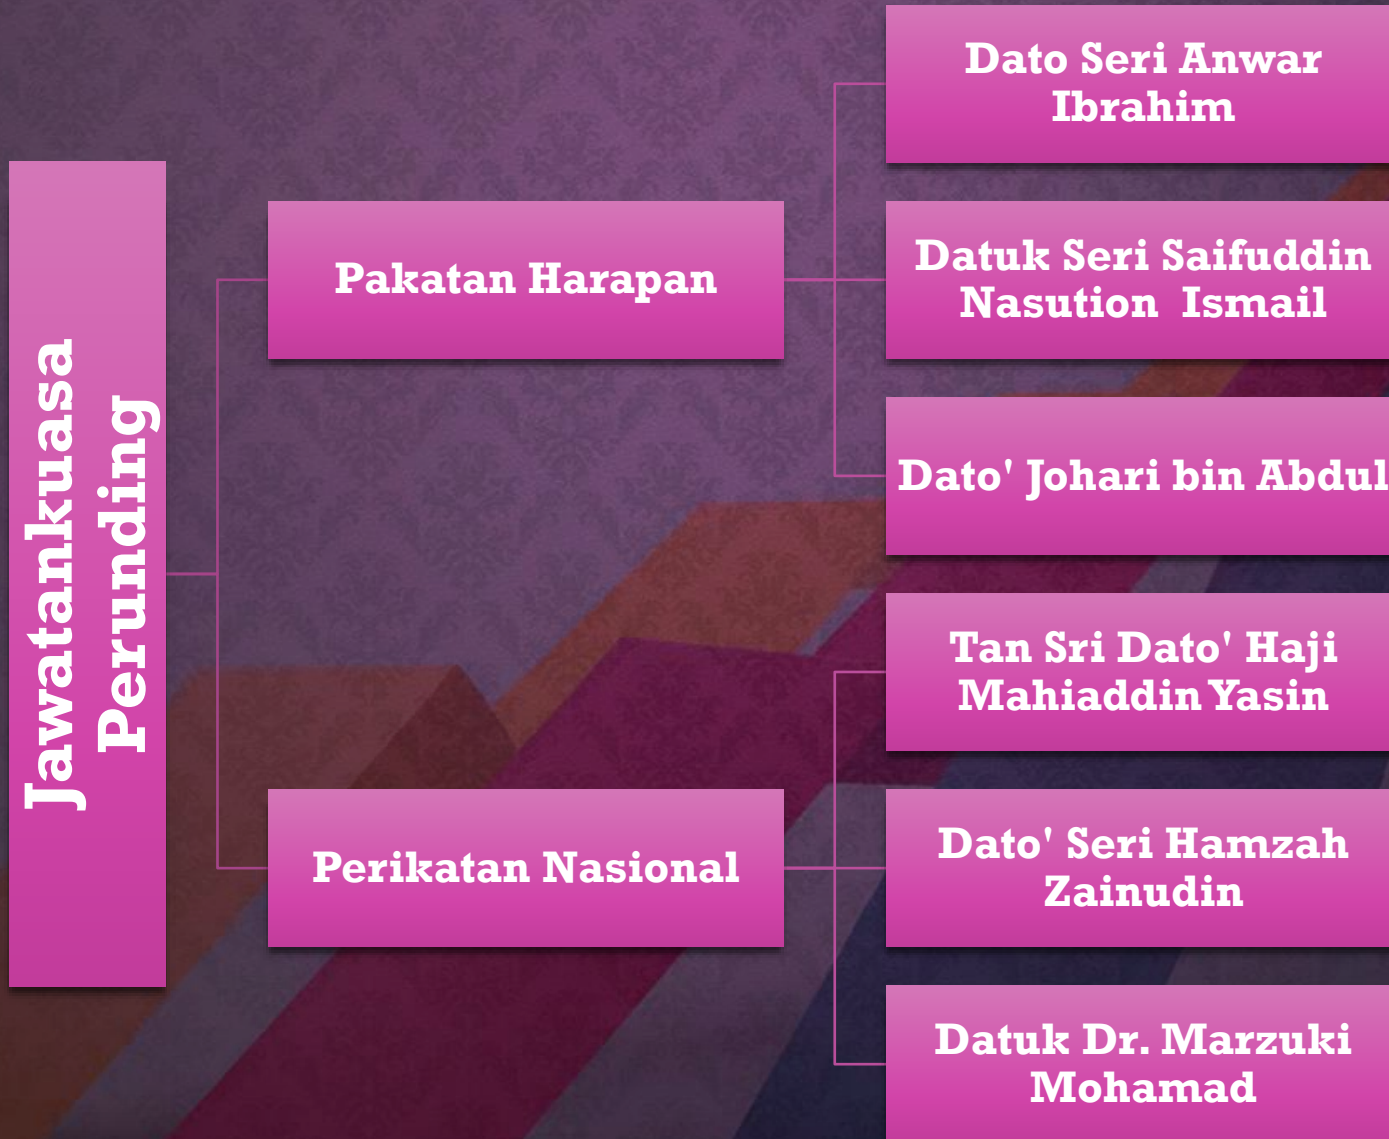 Jawatankuasa
Perunding
Pakatan Harapan
Dato Seri Anwar
Ibrahim
Datuk Seri Saifuddin
Nasution  Ismail
Dato' Johari bin Abdul
Perikatan Nasional
Tan Sri Dato' Haji
Mahiaddin Yasin
Dato' Seri Hamzah
Zainudin
Datuk Dr. Marzuki
Mohamad